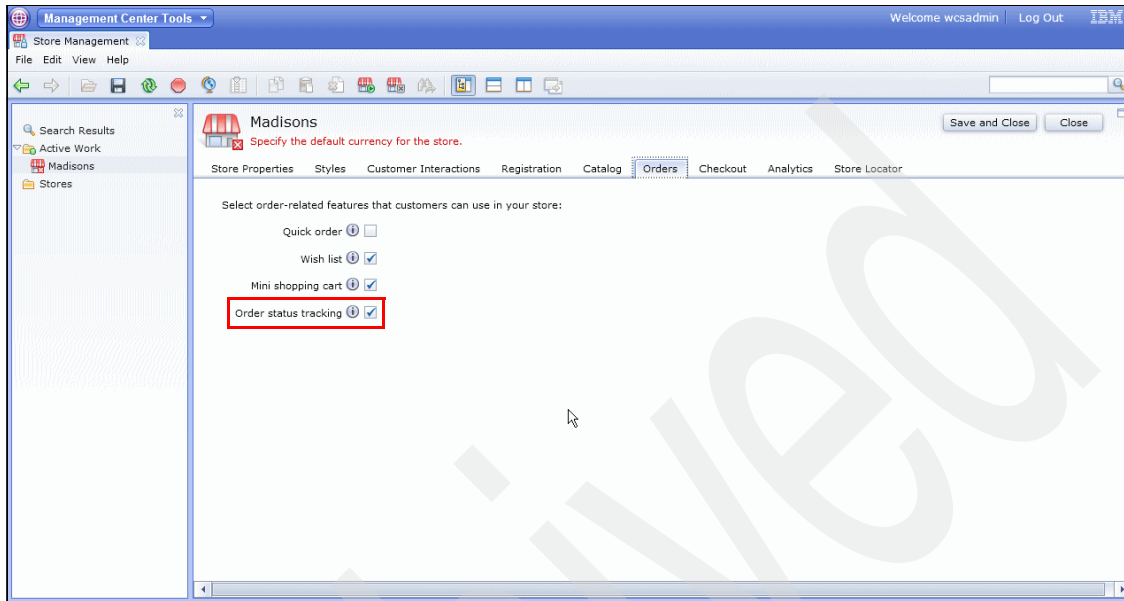 Management Center Tools
Welcome wcsadmin Log Out IBM
Store Management
File Edit View Help
Search Results
Active Work
Madisons
Stores
Madisons
Specify the default currency for the store.
Save and Close Close
Store Properties Styles Customer Interactions Registration Catalog Orders Checkout Analytics Store Locator
Select order-related features that customers can use in your store:
Quick order
Wish list
Mini shopping cart
Order status tracking
ived